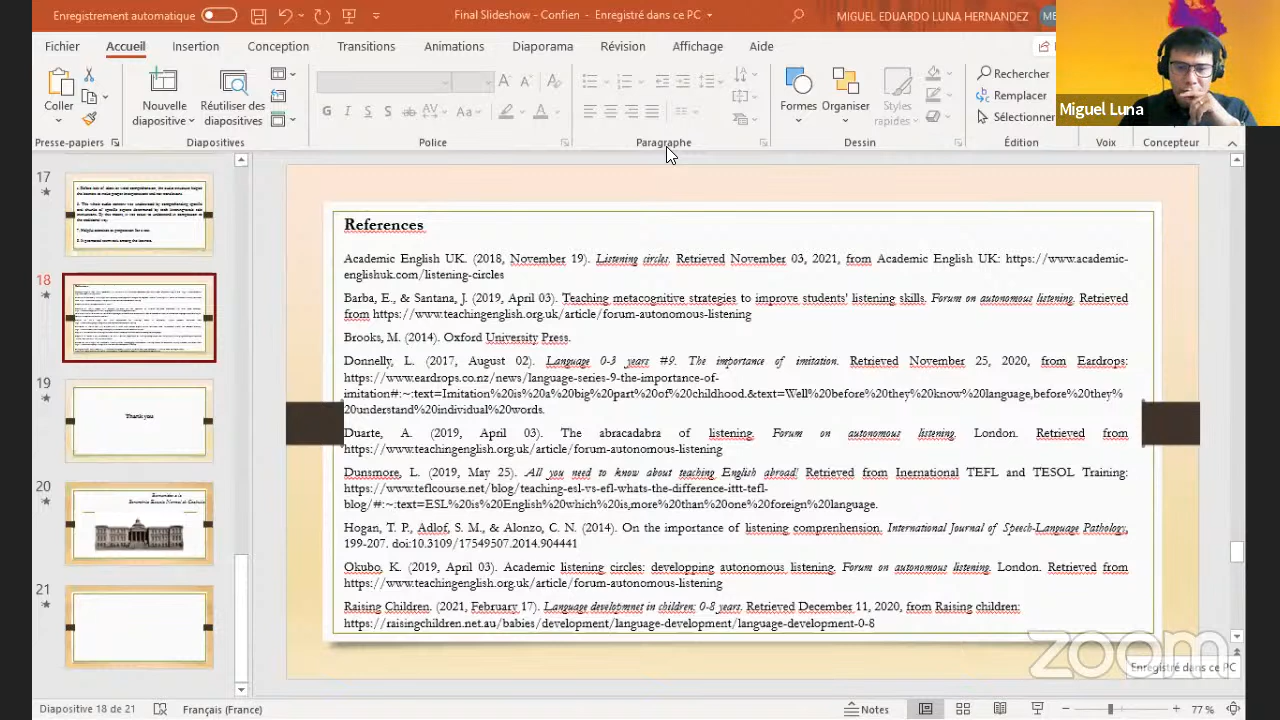 Enregistrement automatique
Final Slideshow - Confien - Enregistré dans ce PC
MIGUEL EDUARDO LUNA HERNANDEZ
Fichier Accueil Insertion Conception Transitions Animations Diaporama Révision Affichage Aide
Coller
Nouvelle diapositive
Réutiliser des diapositives
G I S S ab AV Aa A
Formes Organiser Styles rapides
Rechercher
Remplacer
Sélectionner
Miguel Luna
Presse-papiers Diapositives Police Paragraphe Dessin Édition Voix Concepteur
17
18
References
19
Thank you
20
21
References
Academic English UK. (2018, November 19). Listening circles. Retrieved November 03, 2021, from Academic English UK: https://www.academic-
englishuk.com/listening-circles
Barba, E., & Santana, J. (2019, April 03). Teaching metacognitive strategies to improve students' listening skills. Forum on autonomous listening. Retrieved
from https://www.teachingenglish.org.uk/article/forum-autonomous-listening
Brooks, M. (2014). Oxford University Press.
Donnelly, L. (2017, August 02). Language 0-3 years #9. The importance of imitation. Retrieved November 25, 2020, from Eardrops:
https://www.eardrops.co.nz/news/language-series-9-the-importance-of-
imitation#:~:text=Imitation%20is%20a%20big%20part%20of%20childhood.&text=Well%20before%20they%20know%20language,before%20they%
20understand%20individual%20words.
Duarte, A. (2019, April 03). The abracadabra of listening. Forum on autonomous listening. London. Retrieved from
https://www.teachingenglish.org.uk/article/forum-autonomous-listening
Dunsmore, L. (2019, May 25). All you need to know about teaching English abroad! Retrieved from Inernational TEFL and TESOL Training:
https://www.teflcourse.net/blog/teaching-esl-vs-efl-whats-the-difference-ittt-tefl-
blog/#:~:text=ESL%20is%20English%20which%20is,more%20than%20one%20foreign%20language.
Hogan, T. P., Adlof, S. M., & Alonzo, C. N. (2014). On the importance of listening comprenhension. International Journal of Speech-Language Pathology,
199-207. doi:10.3109/17549507.2014.904441
Okubo, K. (2019, April 03). Academic listening circles: developping autonomous listening. Forum on autonomous listening. London. Retrieved from
https://www.teachingenglish.org.uk/article/forum-autonomous-listening
Raising Children. (2021, February 17). Language developmnet in children: 0-8 years. Retrieved December 11, 2020, from Raising children:
https://raisingchildren.net.au/babies/development/language-development/language-development-0-8
zoom
Enregistré dans ce PC
Diapositive 18 de 21 Français (France) Notes 77 %